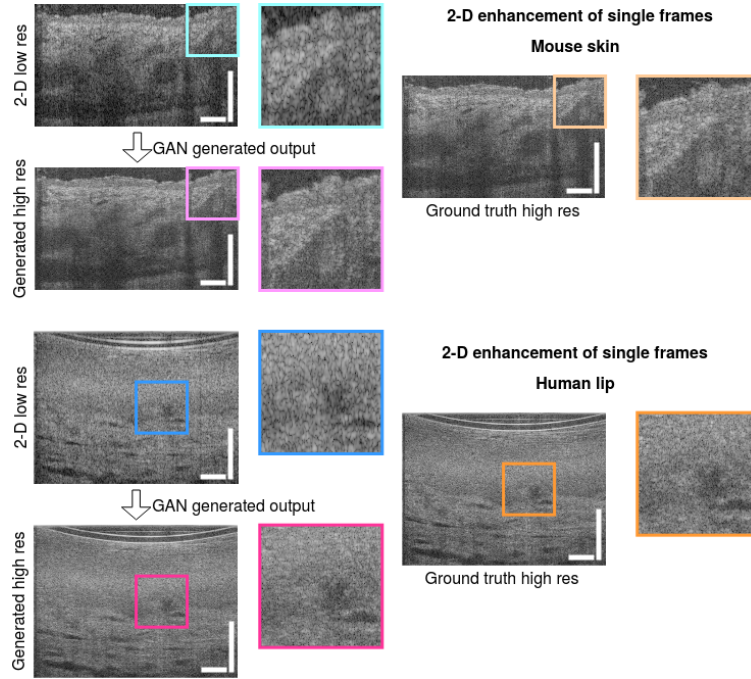 2-D low res
GAN generated output
Generated high res
2-D enhancement of single frames
Mouse skin
Ground truth high res
2-D low res
GAN generated output
Generated high res
2-D enhancement of single frames
Human lip
Ground truth high res